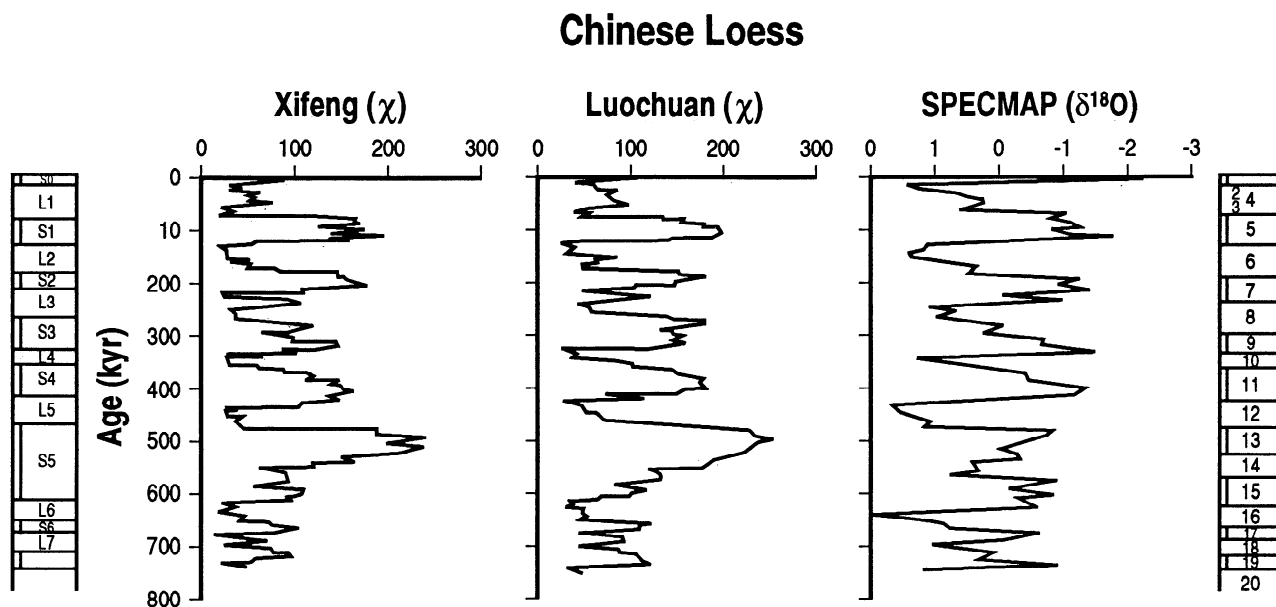 Chinese Loess
Xifeng (χ)
Luochuan (χ)
SPECMAP (δ¹⁸O)
0 100 200 300
0 100 200 300
0 1 0 -1 -2 -3
Age (kyr)
0
10
200
300
400
500
600
700
800
S0
L1
S1
L2
S2
L3
S3
L4
S4
L5
S5
L6
S6
L7
2
3 4
5
6
7
8
9
10
11
12
13
14
15
16
17
18
19
20